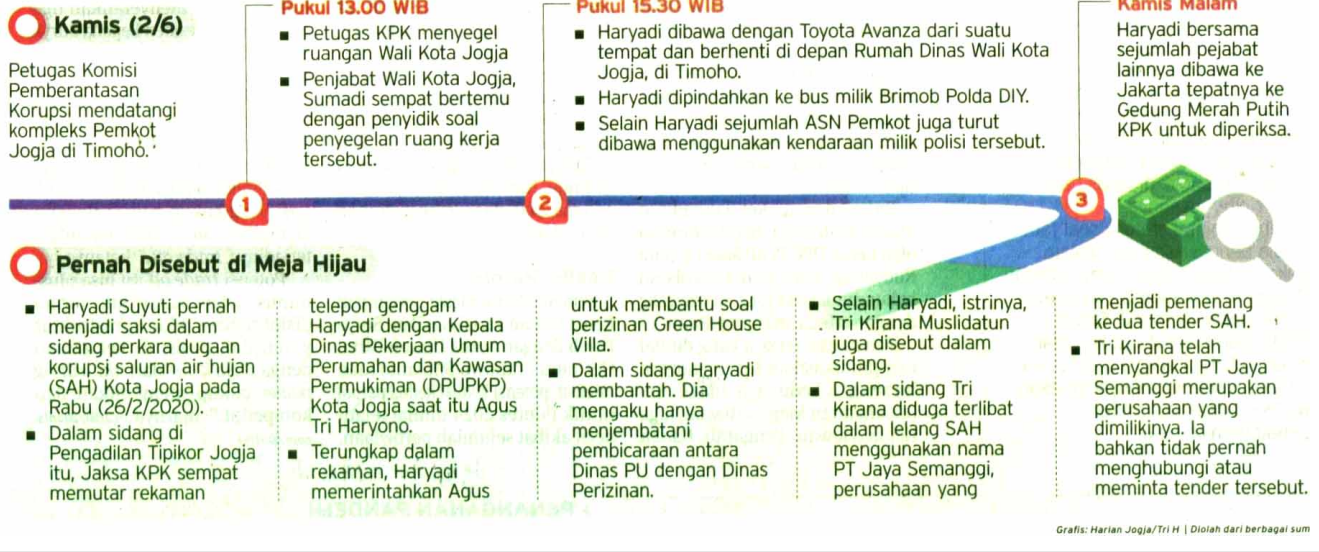 Kamis (2/6)
Petugas Komisi
Pemberantasan
Korupsi mendatangi
kompleks Pemkot
Jogja di Timoho.
Pukul 13.00 WIB
■ Petugas KPK menyegel
ruangan Wali Kota Jogja
■ Penjabat Wali Kota Jogja,
Sumadi sempat bertemu
dengan penyidik soal
penyegelan ruang kerja
tersebut.
Pukul 15.30 WIB
■ Haryadi dibawa dengan Toyota Avanza dari suatu
tempat dan berhenti di depan Rumah Dinas Wali Kota
Jogja, di Timoho.
■ Haryadi dipindahkan ke bus milik Brimob Polda DIY.
■ Selain Haryadi sejumlah ASN Pemkot juga turut
dibawa menggunakan kendaraan milik polisi tersebut.
Kamis Malam
Haryadi bersama
sejumlah pejabat
lainnya dibawa ke
Jakarta tepatnya ke
Gedung Merah Putih
KPK untuk diperiksa.
1
2
3
Pernah Disebut di Meja Hijau
■ Haryadi Suyuti pernah
menjadi saksi dalam
sidang perkara dugaan
korupsi saluran air hujan
(SAH) Kota Jogja pada
Rabu (26/2/2020).
■ Dalam sidang di
Pengadilan Tipikor Jogja
itu, Jaksa KPK sempat
memutar rekaman
telepon genggam
Haryadi dengan Kepala
Dinas Pekerjaan Umum
Perumahan dan Kawasan
Permukiman (DPUPKP)
Kota Jogja saat itu Agus
Tri Haryono.
■ Terungkap dalam
rekaman, Haryadi
memerintahkan Agus
untuk membantu soal
perizinan Green House
Villa.
■ Dalam sidang Haryadi
membantah. Dia
mengaku hanya
menjembatani
pembicaraan antara
Dinas PU dengan Dinas
Perizinan.
■ Selain Haryadi, istrinya,
Tri Kirana Muslidatun
juga disebut dalam
sidang.
■ Dalam sidang Tri
Kirana diduga terlibat
dalam lelang SAH
menggunakan nama
PT Jaya Semanggi,
perusahaan yang
menjadi pemenang
kedua tender SAH.
■ Tri Kirana telah
menyangkal PT Jaya
Semanggi merupakan
perusahaan yang
dimilikinya. Ia
bahkan tidak pernah
menghubungi atau
meminta tender tersebut.
Grafis: Harian Jogja/Tri H | Diolah dari berbagai sum